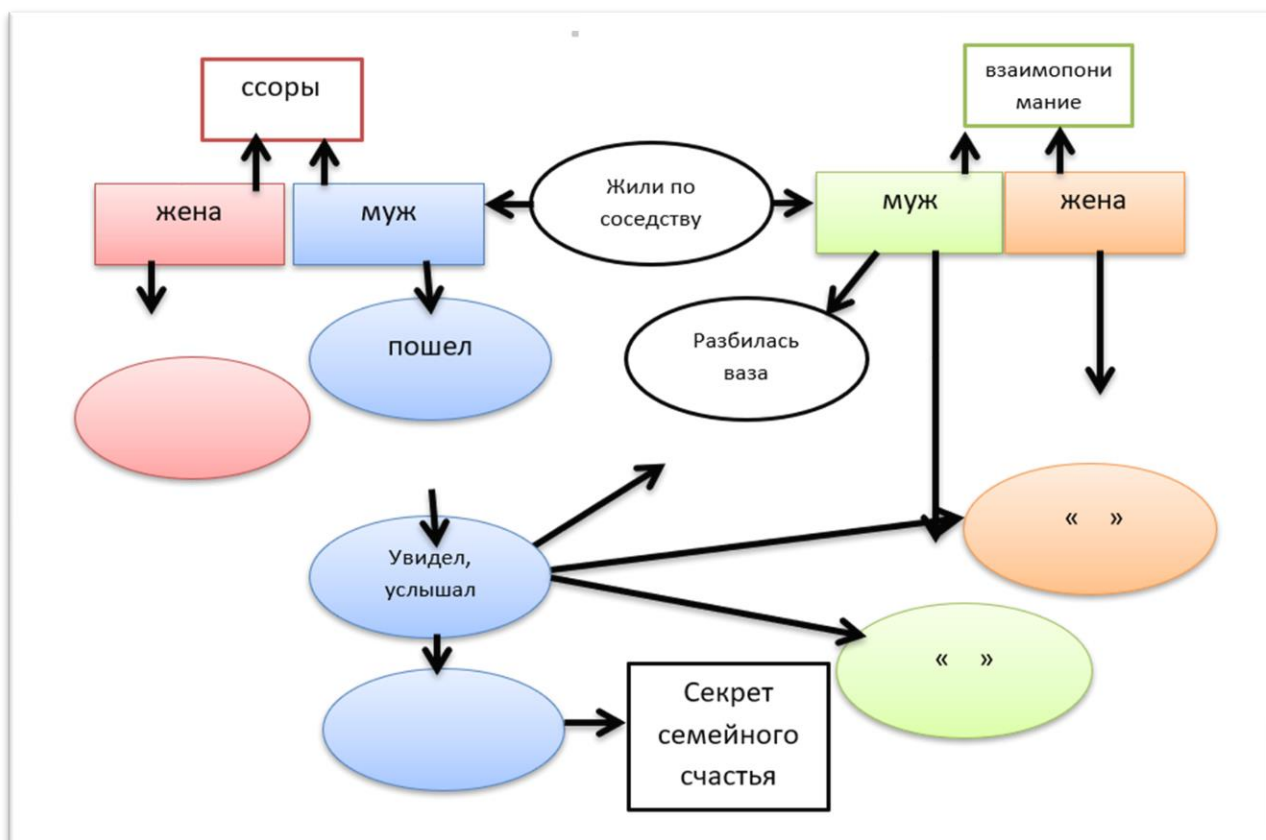 ссоры
взаимопони
мание
жена
муж
Жили по
соседству
муж
жена
пошел
Разбилась
ваза
Увидел,
услышал
« »
« »
Секрет
семейного
счастья